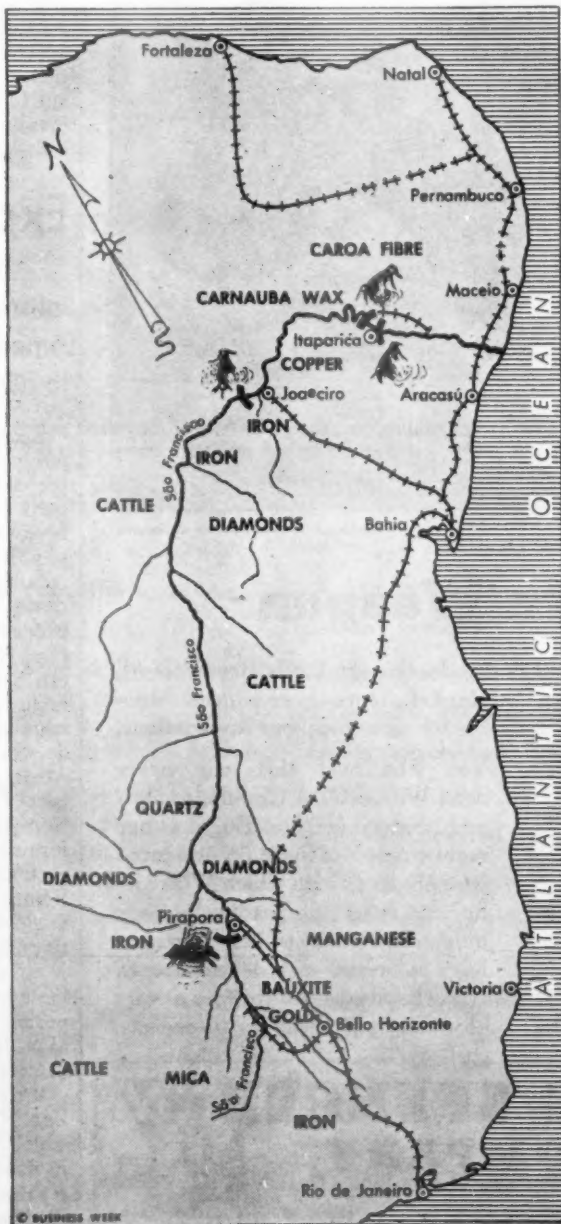 Fortaleza
Natal
N
Pernambuco
CAROA FIBRE
CARNAUBA WAX
Maceio
Itaparica
COPPER
Joaeciro
Aracasú
IRON
São Francisco
IRON
CATTLE
DIAMONDS
Bahia
São Francisco
CATTLE
QUARTZ
DIAMONDS
DIAMONDS
Pirapora
IRON
MANGANESE
BAUXITE
Victoria
GOLD
Bello Horizonte
CATTLE
MICA
São Francisco
IRON
Rio de Janeiro
ATLANTIC OCEAN
© BUSINESS WEEK